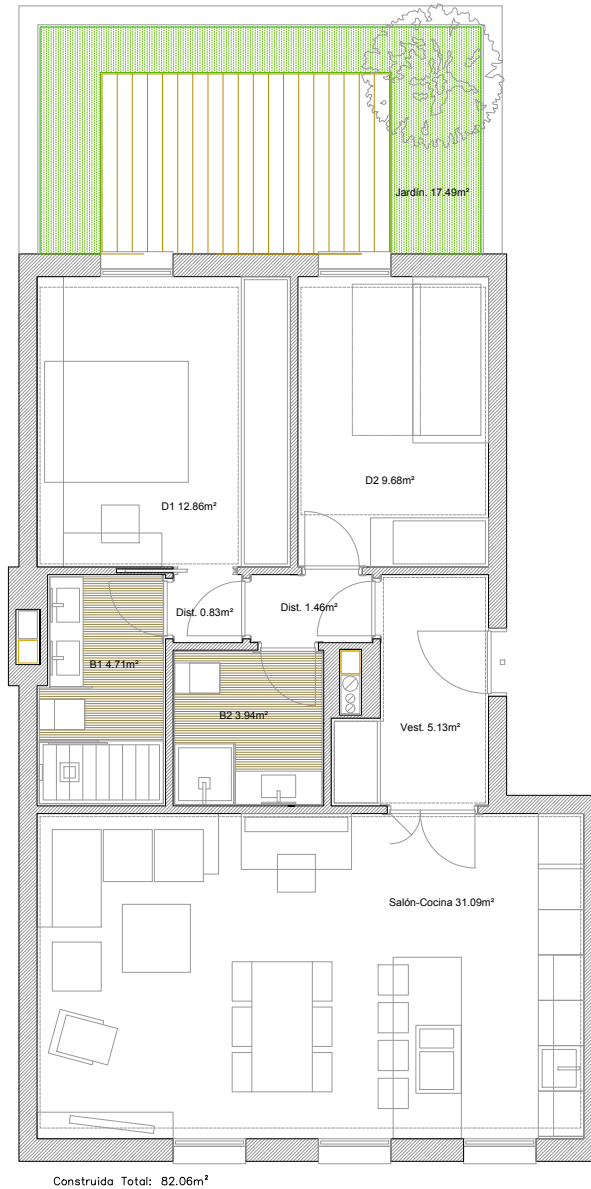 Jardín. 17.49m²
D1 12.86m²
D2 9.68m²
Dist. 0.83m²
Dist. 1.46m²
B1 4.71m²
B2 3.94m²
Vest. 5.13m²
Salón-Cocina 31.09m²
Construida Total: 82.06m²